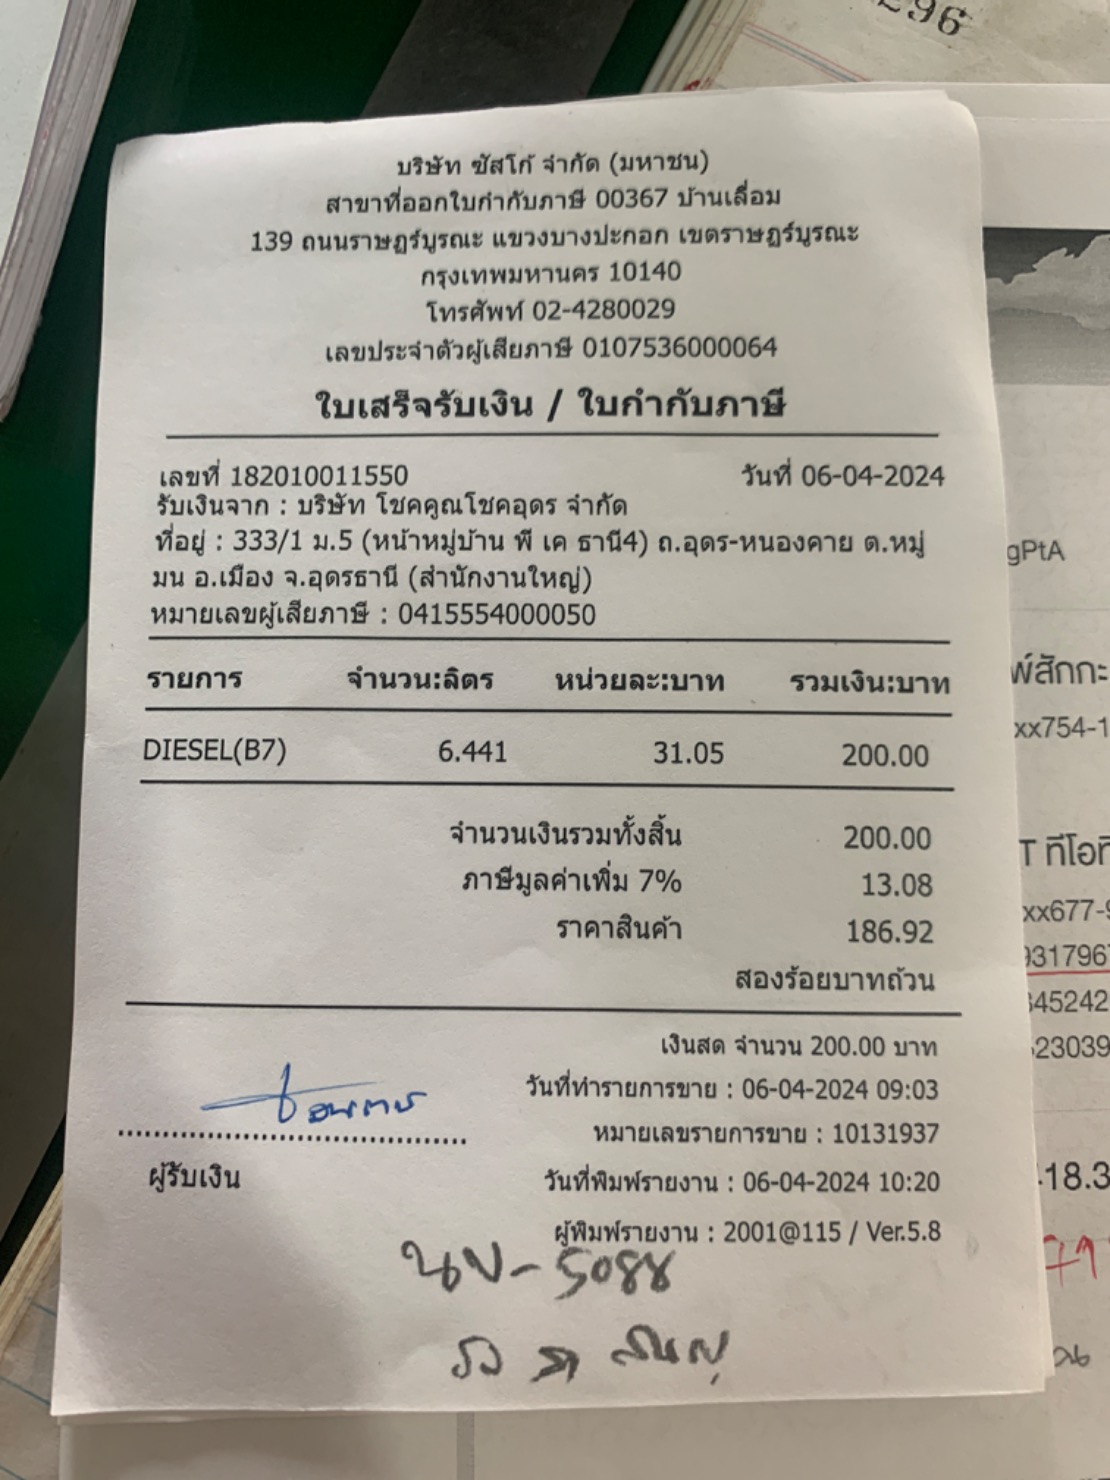 296
บริษัท ซัสโก้ จำกัด (มหาชน)
สาขาที่ออกใบกำกับภาษี 00367 บ้านเลื่อม
139 ถนนราษฎร์บูรณะ แขวงบางปะกอก เขตราษฎร์บูรณะ
กรุงเทพมหานคร 10140
โทรศัพท์ 02-4280029
เลขประจำตัวผู้เสียภาษี 0107536000064
ใบเสร็จรับเงิน / ใบกำกับภาษี
เลขที่ 182010011550 วันที่ 06-04-2024
รับเงินจาก : บริษัท โชคคูณโชคอุดร จำกัด
ที่อยู่ : 333/1 ม.5 (หน้าหมู่บ้าน พี เค ธานี4) ถ.อุดร-หนองคาย ต.หมู่
มน อ.เมือง จ.อุดรธานี (สำนักงานใหญ่)
หมายเลขผู้เสียภาษี : 0415554000050
รายการ จำนวน:ลิตร หน่วยละ:บาท รวมเงิน:บาท
DIESEL(B7) 6.441 31.05 200.00
จำนวนเงินรวมทั้งสิ้น 200.00
ภาษีมูลค่าเพิ่ม 7% 13.08
ราคาสินค้า 186.92
สองร้อยบาทถ้วน
เงินสด จำนวน 200.00 บาท
วันที่ทำรายการขาย : 06-04-2024 09:03
หมายเลขรายการขาย : 10131937
ผู้รับเงิน
วันที่พิมพ์รายงาน : 06-04-2024 10:20
ผู้พิมพ์รายงาน : 2001@115 / Ver.5.8
นข-5088
gPtA
พ์สักกะ
xx754-1
T ทีโอที
xx677-9
931796
645242
23039
18.3